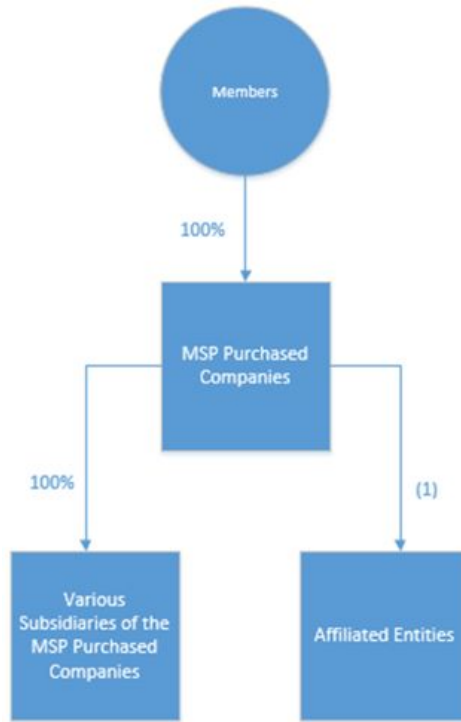 Members
100%
MSP Purchased
Companies
100%
(1)
Various
Subsidiaries of the
MSP Purchased
Companies
Affiliated Entities